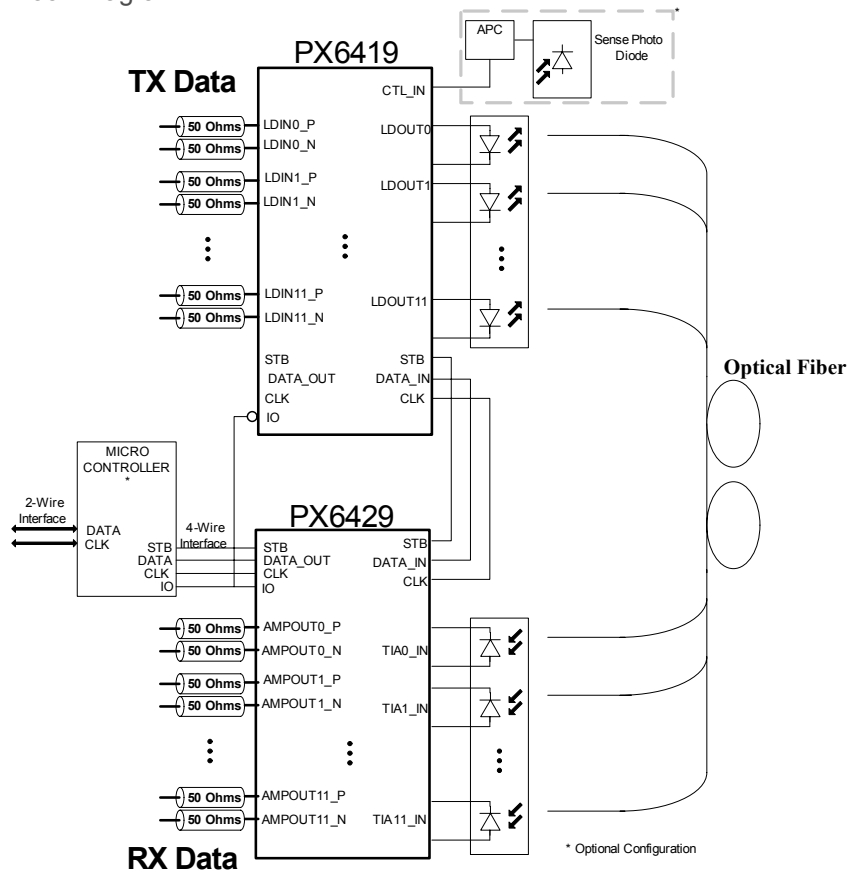 PX6419
TX Data
APC
*
Sense Photo
Diode
CTL_IN
50 Ohms LDIN0_P
50 Ohms LDIN0_N
50 Ohms LDIN1_P
50 Ohms LDIN1_N
50 Ohms LDIN11_P
50 Ohms LDIN11_N
LDOUT0
LDOUT1
LDOUT11
STB
DATA_OUT
CLK
IO
STB
DATA_IN
CLK
Optical Fiber
MICRO
CONTROLLER
*
2-Wire
Interface
DATA
CLK
STB
DATA
CLK
IO
4-Wire
Interface
PX6429
STB
DATA_OUT
CLK
IO
STB
DATA_IN
CLK
50 Ohms AMPOUT0_P
50 Ohms AMPOUT0_N
50 Ohms AMPOUT1_P
50 Ohms AMPOUT1_N
50 Ohms AMPOUT11_P
50 Ohms AMPOUT11_N
TIA0_IN
TIA1_IN
TIA11_IN
RX Data
* Optional Configuration